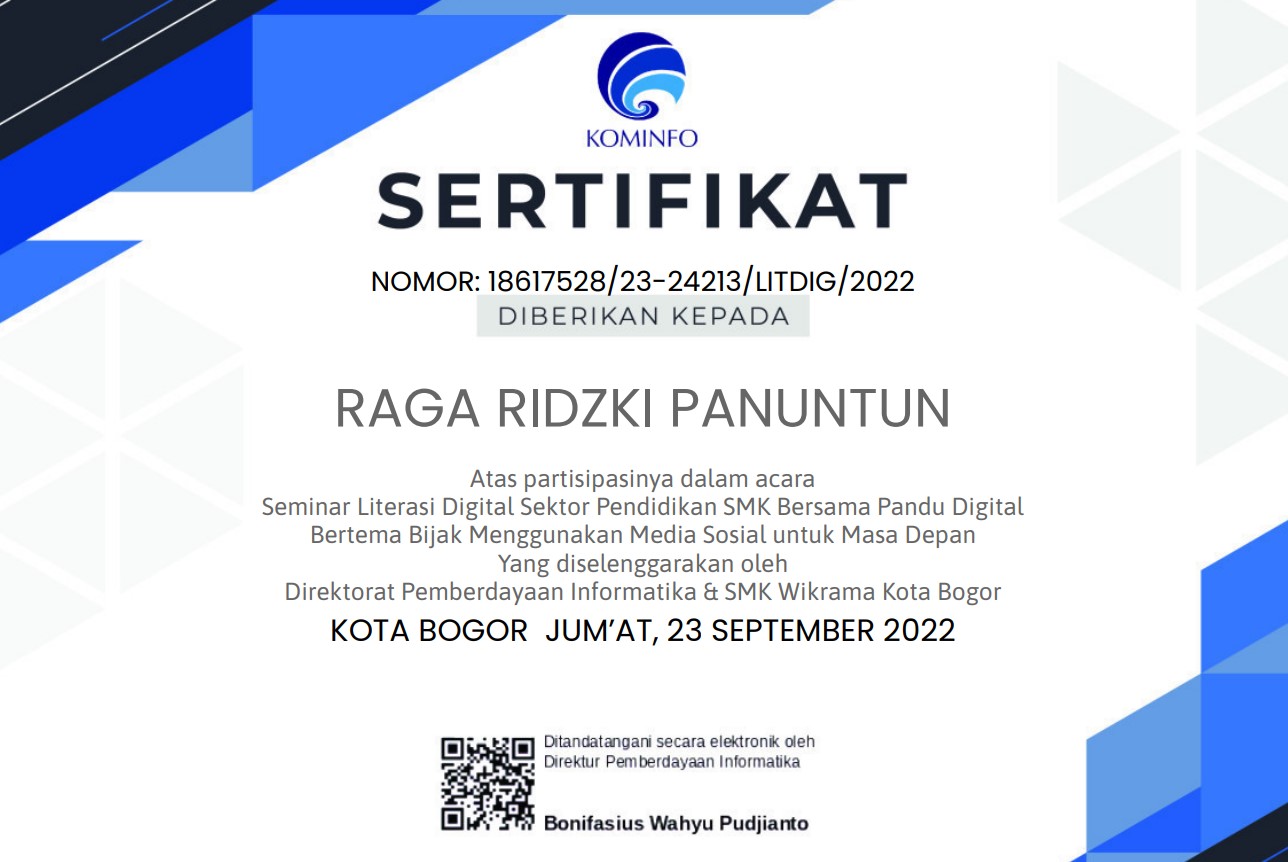 KOMINFO
SERTIFIKAT
NOMOR: 18617528/23-24213/LITDIG/2022
DIBERIKAN KEPADA
RAGA RIDZKI PANUNTUN
Atas partisipasinya dalam acara
Seminar Literasi Digital Sektor Pendidikan SMK Bersama Pandu Digital
Bertema Bijak Menggunakan Media Sosial untuk Masa Depan
Yang diselenggarakan oleh
Direktorat Pemberdayaan Informatika & SMK Wikrama Kota Bogor
KOTA BOGOR JUM’AT, 23 SEPTEMBER 2022
Ditandatangani secara elektronik oleh
Direktur Pemberdayaan Informatika
Bonifasius Wahyu Pudjianto